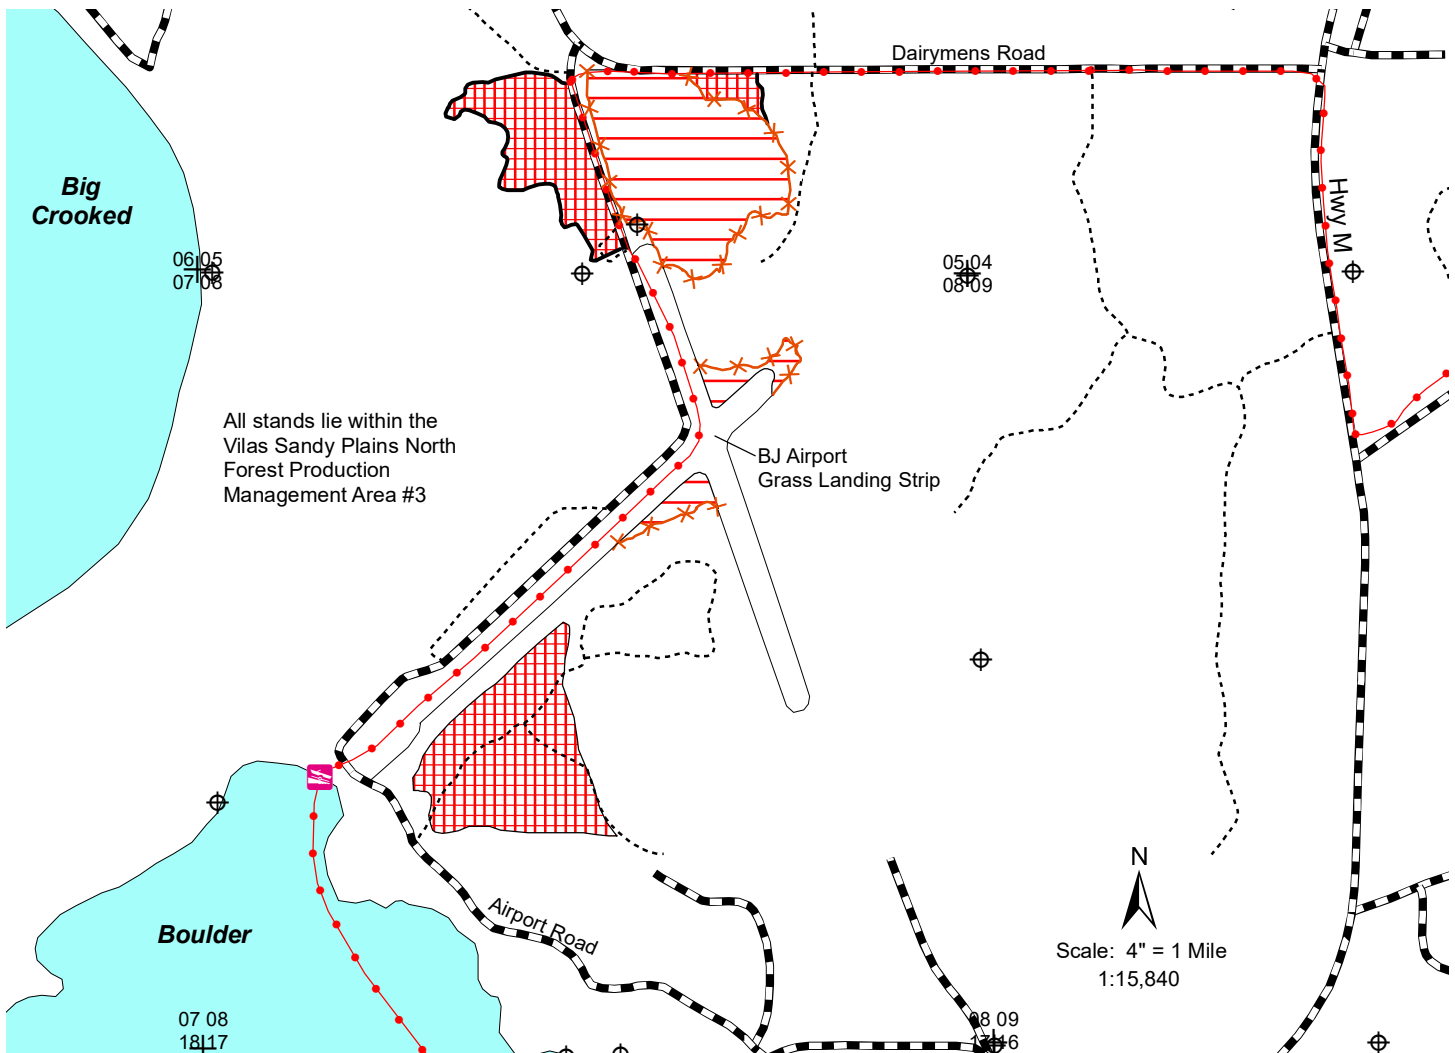 Dairymens Road
Big
Crooked
Hwy M
06 05
07 08
05 04
08 09
All stands lie within the
Vilas Sandy Plains North
Forest Production
Management Area #3
BJ Airport
Grass Landing Strip
N
Scale: 4" = 1 Mile
1:15,840
Airport Road
Boulder
07 08
18 17
08 09
17 16